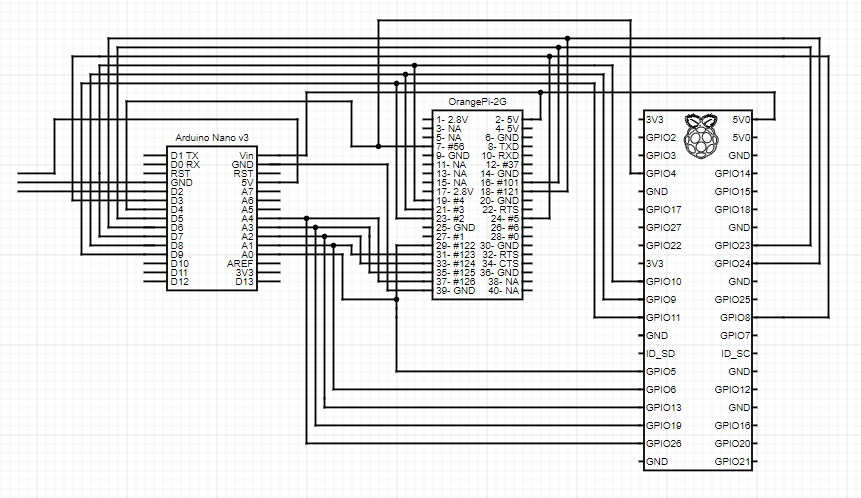 OrangePi-2G
Arduino Nano v3
D1 TX Vin
D0 RX GND
RST RST
GND 5V
D2 A7
D3 A6
D4 A5
D5 A4
D6 A3
D7 A2
D8 A1
D9 A0
D10 AREF
D11 3V3
D12 D13
1- 2.8V 2- 5V
3- NA 4- 5V
5- NA 6- GND
7- #56 8- TXD
9- GND 10- RXD
11- NA 12- #37
13- NA 14- GND
15- NA 16- #101
17- 2.8V 18- #121
19- #4 20- GND
21- #3 22- RTS
23- #2 24- #5
25- GND 26- #6
27- #1 28- #0
29- #122 30- GND
31- #123 32- RTS
33- #124 34- CTS
35- #125 36- GND
37- #126 38- NA
39- GND 40- NA
3V3 5V0
GPIO2 5V0
GPIO3 GND
GPIO4 GPIO14
GND GPIO15
GPIO17 GPIO18
GPIO27 GND
GPIO22 GPIO23
3V3 GPIO24
GPIO10 GND
GPIO9 GPIO25
GPIO11 GPIO8
GND GPIO7
ID_SD ID_SC
GPIO5 GND
GPIO6 GPIO12
GPIO13 GND
GPIO19 GPIO16
GPIO26 GPIO20
GND GPIO21